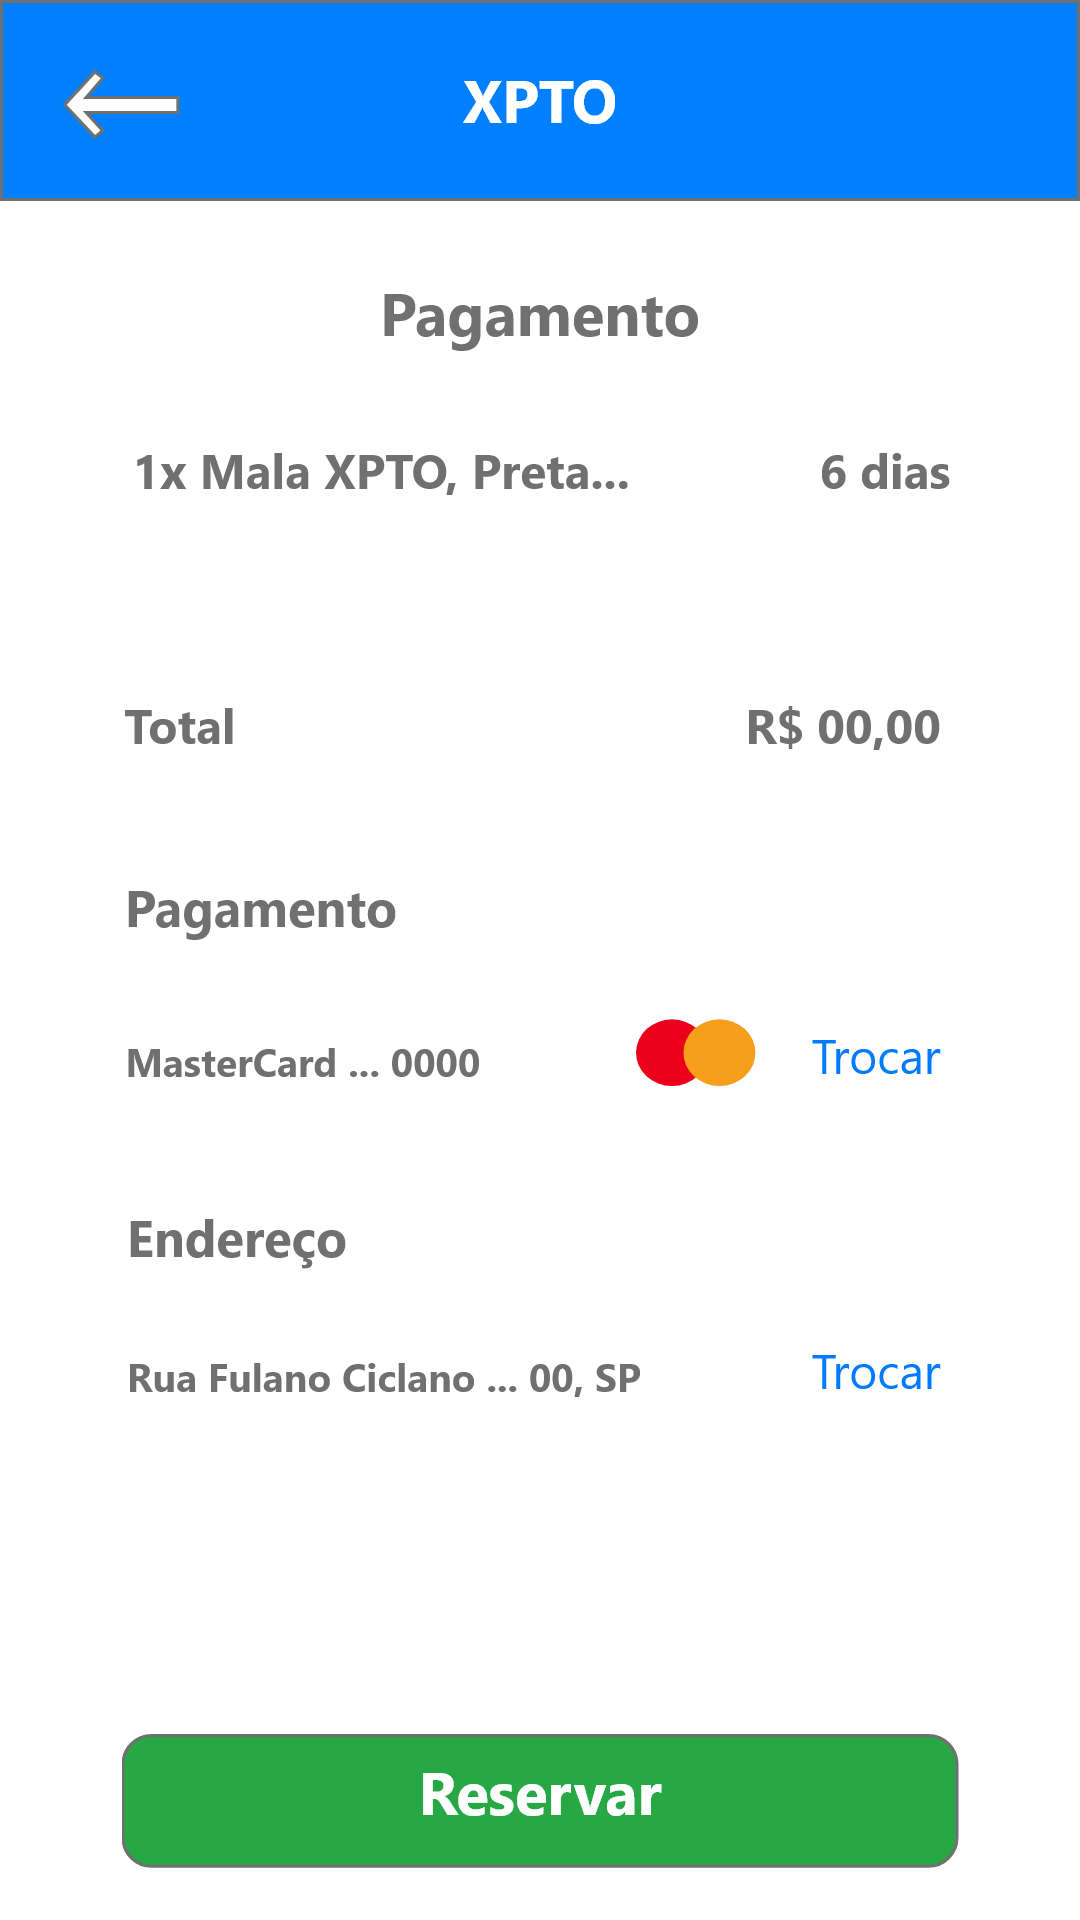 XPTO
Pagamento
1x Mala XPTO, Preta... 6 dias
Total R$ 00,00
Pagamento
MasterCard ... 0000 Trocar
Endereço
Rua Fulano Ciclano ... 00, SP Trocar
Reservar